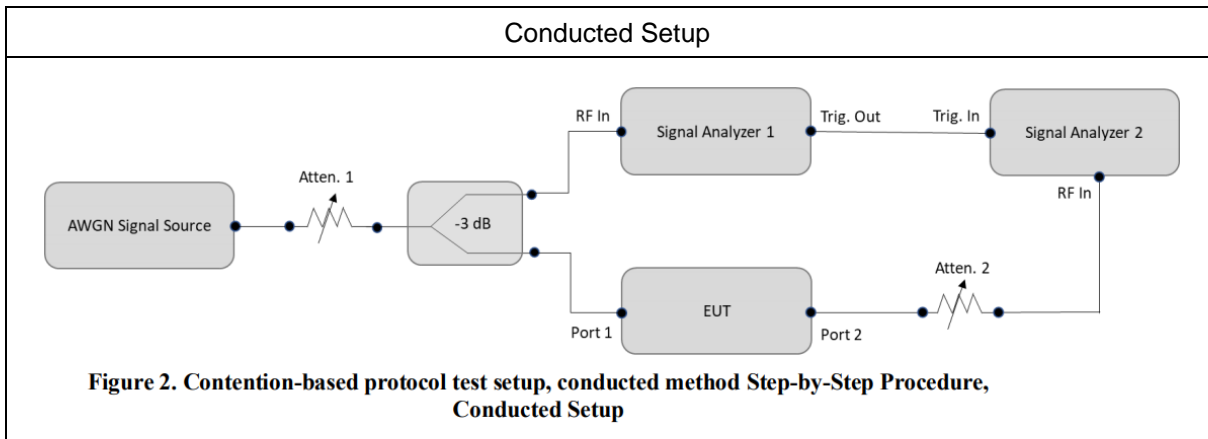 Conducted Setup
RF In
Signal Analyzer 1
Trig. Out
Trig. In
Signal Analyzer 2
RF In
Atten. 1
AWGN Signal Source
-3 dB
Atten. 2
EUT
Port 1
Port 2
Figure 2. Contention-based protocol test setup, conducted method Step-by-Step Procedure,
Conducted Setup